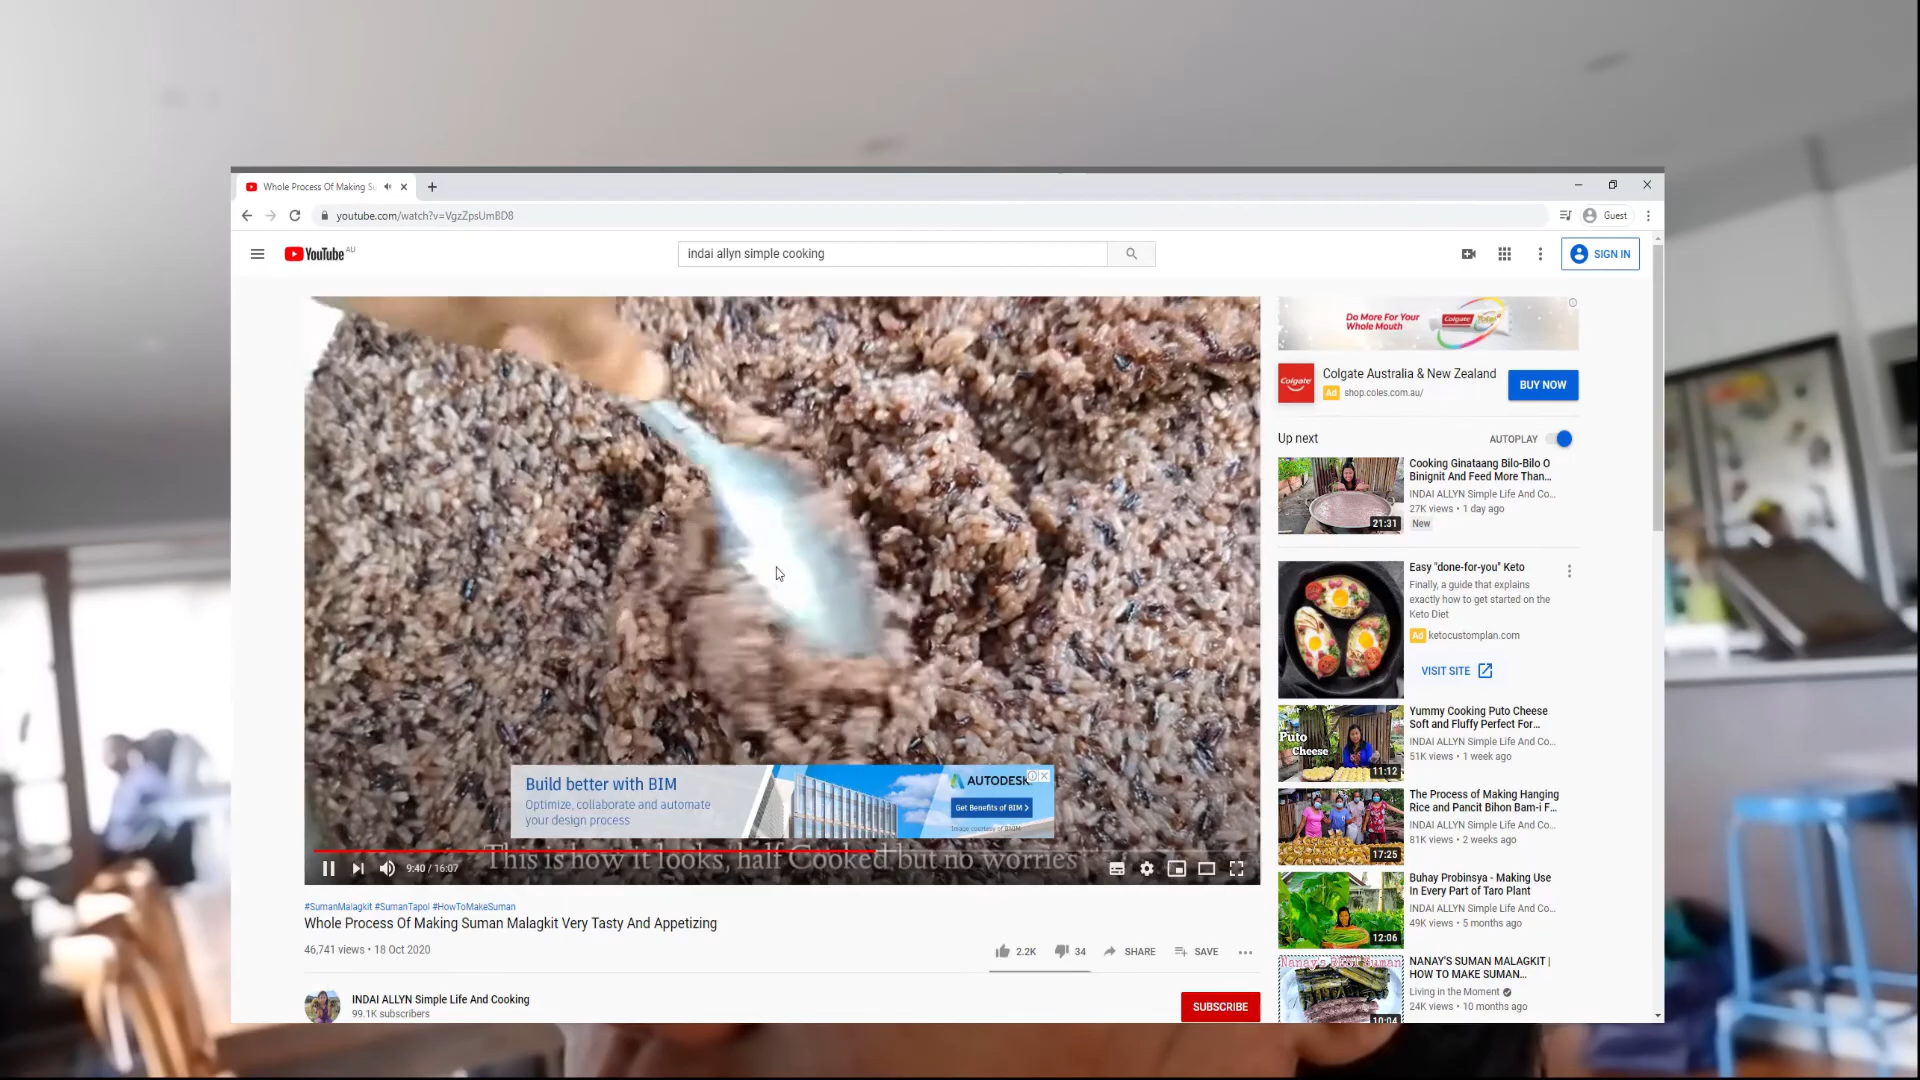 Whole Process Of Making Su
youtube.com/watch?v=VgzZpsUmBD8
Guest
YouTube AU
indai allyn simple cooking
SIGN IN
Do More For Your
Whole Mouth
Colgate Total
Colgate
Colgate Australia & New Zealand
Ad shop.coles.com.au/
BUY NOW
Up next
AUTOPLAY
Cooking Ginataang Bilo-Bilo O
Binignit And Feed More Than...
INDAI ALLYN Simple Life And Co...
27K views • 1 day ago
New
21:31
Easy "done-for-you" Keto
Finally, a guide that explains
exactly how to get started on the
Keto Diet
Ad ketocustomplan.com
VISIT SITE
Puto
Cheese
11:12
Yummy Cooking Puto Cheese
Soft and Fluffy Perfect For...
INDAI ALLYN Simple Life And Co...
51K views • 1 week ago
17:25
The Process of Making Hanging
Rice and Pancit Bihon Bam-i F...
INDAI ALLYN Simple Life And Co...
81K views • 2 weeks ago
12:06
Buhay Probinsya - Making Use
In Every Part of Taro Plant
INDAI ALLYN Simple Life And Co...
49K views • 5 months ago
Nanay's BEST Suman
10:04
NANAY'S SUMAN MALAGKIT |
HOW TO MAKE SUMAN...
Living in the Moment
24K views • 10 months ago
Build better with BIM
Optimize, collaborate and automate
your design process
AUTODESK
Get Benefits of BIM >
Image courtesy of BNIM
This is how it looks, half Cooked but no worries
9:40 / 16:07
#SumanMalagkit #SumanTapol #HowToMakeSuman
Whole Process Of Making Suman Malagkit Very Tasty And Appetizing
46,741 views • 18 Oct 2020
2.2K
34
SHARE
SAVE
INDAI ALLYN Simple Life And Cooking
99.1K subscribers
SUBSCRIBE